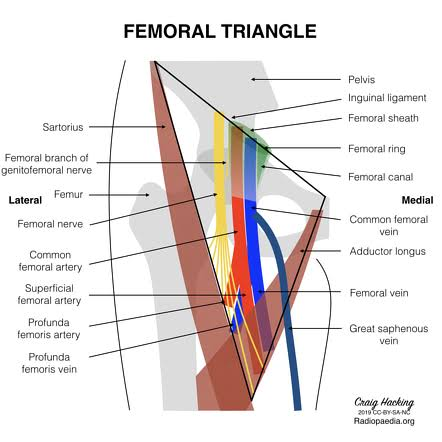 FEMORAL TRIANGLE
Pelvis
Inguinal ligament
Femoral sheath
Femoral ring
Femoral canal
Medial
Common femoral
vein
Adductor longus
Femoral vein
Great saphenous
vein
Sartorius
Femoral branch of
genitofemoral nerve
Femur
Lateral
Femoral nerve
Common
femoral artery
Superficial
femoral artery
Profunda
femoris artery
Profunda
femoris vein
Craig Hacking
2019 CC-BY-SA-NC
Radiopaedia.org